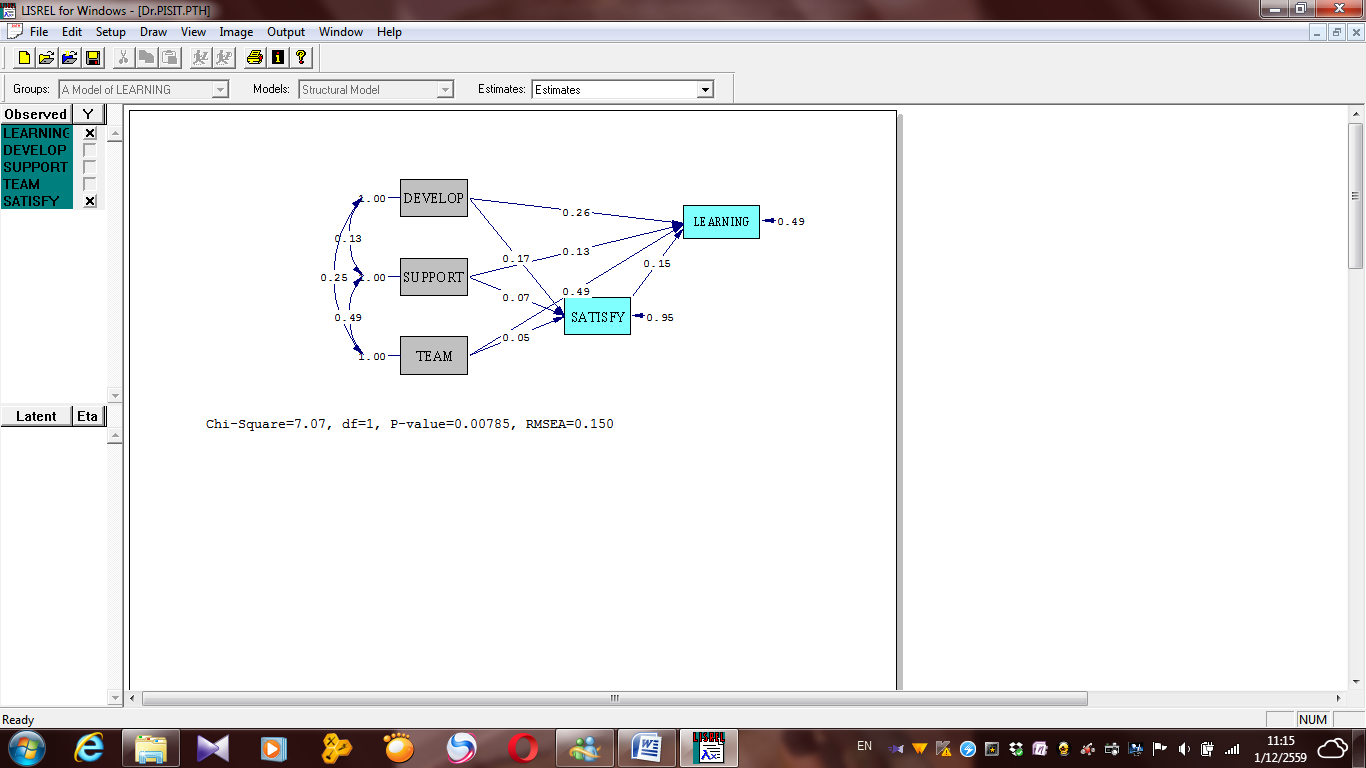 LISREL for Windows - [Dr.PISIT.PTH]
File Edit Setup Draw View Image Output Window Help
Groups: A Model of LEARNING Models: Structural Model Estimates: Estimates
Observed Y
LEARNING
DEVELOP
SUPPORT
TEAM
SATISFY
Latent Eta
1.00 DEVELOP
0.26
LEARNING 0.49
0.13
0.17
0.13
0.15
0.25
1.00 SUPPORT
0.07
0.49
SATISFY 0.95
0.49
0.05
1.00 TEAM
Chi-Square=7.07, df=1, P-value=0.00785, RMSEA=0.150
Ready
NUM
EN
11:15
1/12/2559
LISREL